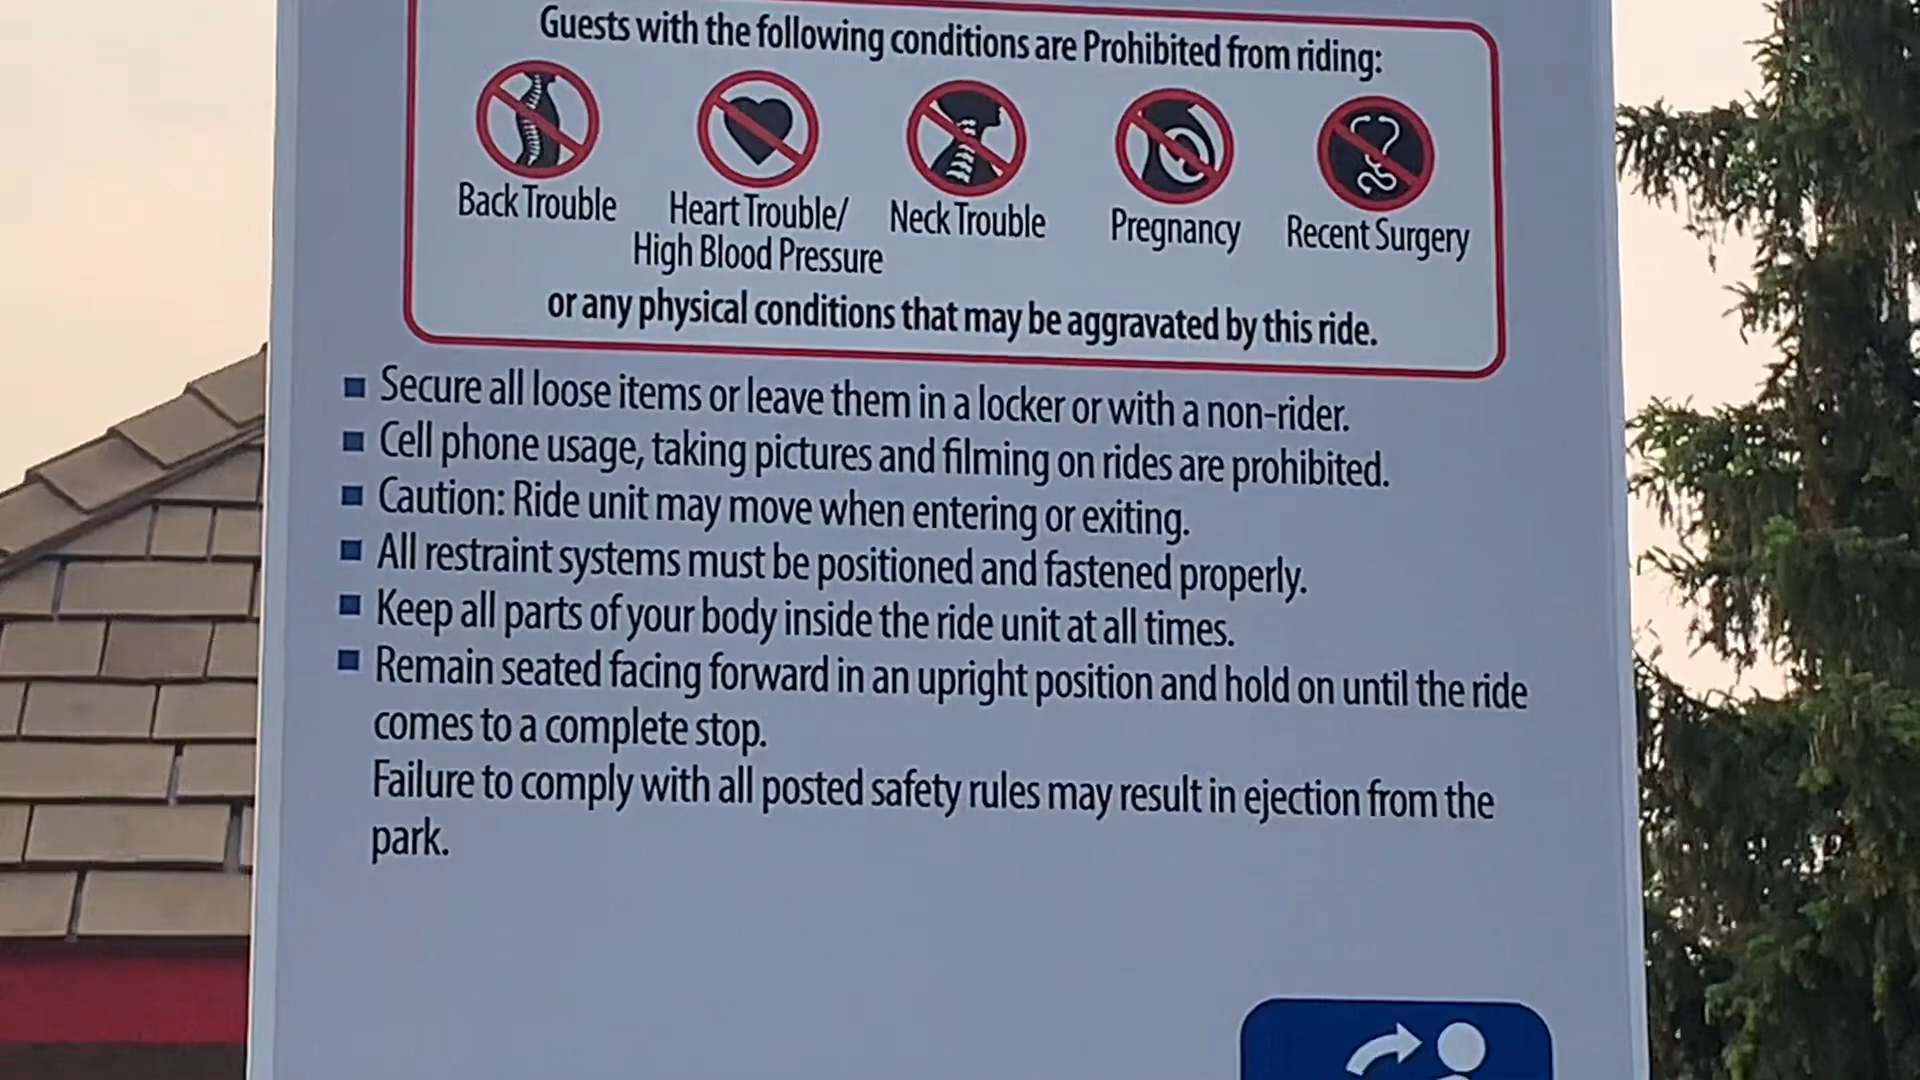 Guests with the following conditions are Prohibited from riding:
Back Trouble
Heart Trouble/
High Blood Pressure
Neck Trouble
Pregnancy
Recent Surgery
or any physical conditions that may be aggravated by this ride.
Secure all loose items or leave them in a locker or with a non-rider.
Cell phone usage, taking pictures and filming on rides are prohibited.
Caution: Ride unit may move when entering or exiting.
All restraint systems must be positioned and fastened properly.
Keep all parts of your body inside the ride unit at all times.
Remain seated facing forward in an upright position and hold on until the ride
comes to a complete stop.
Failure to comply with all posted safety rules may result in ejection from the
park.